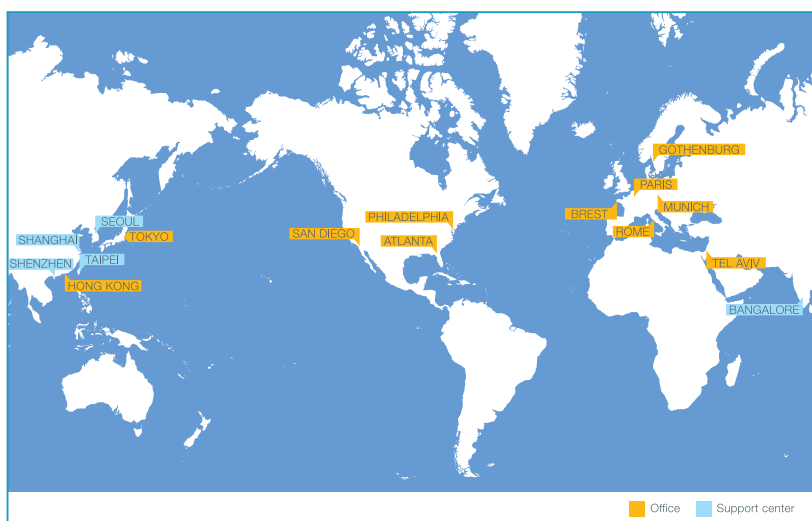 GOTHENBURG
PARIS
MUNICH
BREST
PHILADELPHIA
SEOUL
ROME
SAN DIEGO
TOKYO
SHANGHAI
ATLANTA
TAIPEI
SHENZHEN
TEL AVIV
HONG KONG
BANGALORE
Office
Support center